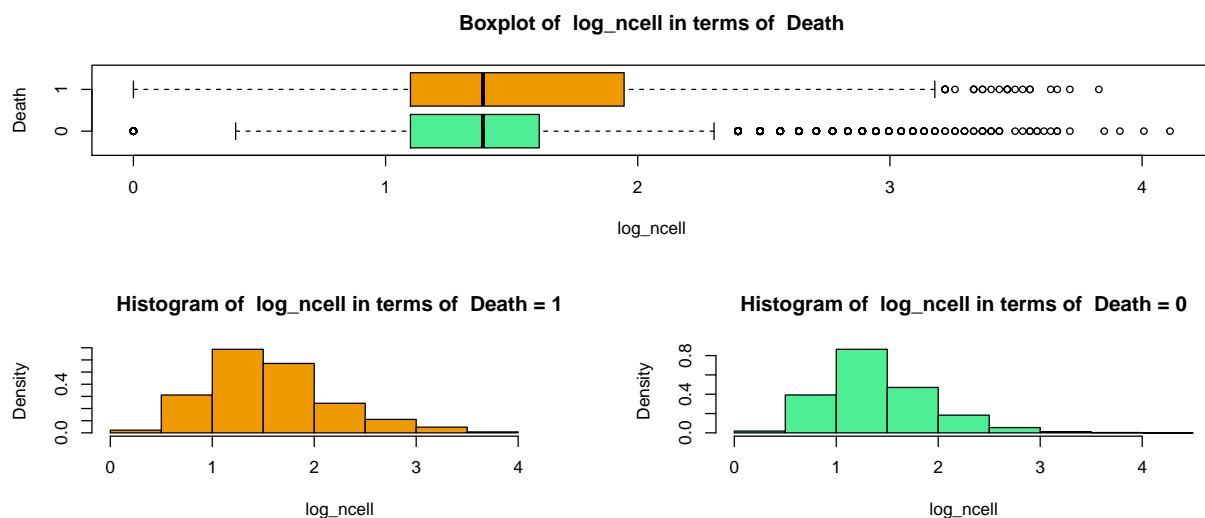 Boxplot of  log_ncell in terms of  Death
Death
1
0
0 1 2 3 4
log_ncell
Histogram of  log_ncell in terms of  Death = 1
Density
0.4
0.0
0 1 2 3 4
log_ncell
Histogram of  log_ncell in terms of  Death = 0
Density
0.8
0.4
0.0
0 1 2 3 4
log_ncell